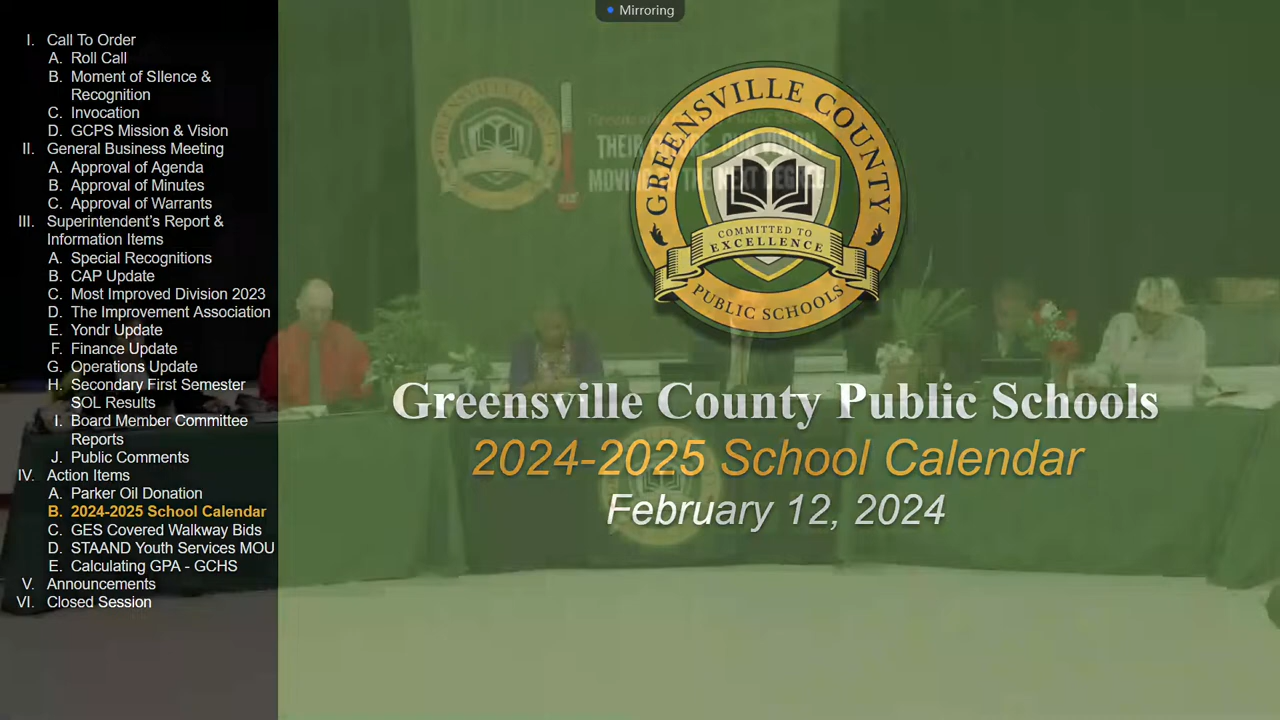 Mirroring
I. Call To Order
A. Roll Call
B. Moment of SIlence &
Recognition
C. Invocation
D. GCPS Mission & Vision
II. General Business Meeting
A. Approval of Agenda
B. Approval of Minutes
C. Approval of Warrants
III. Superintendent's Report &
Information Items
A. Special Recognitions
B. CAP Update
C. Most Improved Division 2023
D. The Improvement Association
E. Yondr Update
F. Finance Update
G. Operations Update
H. Secondary First Semester
SOL Results
I. Board Member Committee
Reports
J. Public Comments
IV. Action Items
A. Parker Oil Donation
B. 2024-2025 School Calendar
C. GES Covered Walkway Bids
D. STAAND Youth Services MOU
E. Calculating GPA - GCHS
V. Announcements
VI. Closed Session
GREENSVILLE COUNTY
COMMITTED TO
EXCELLENCE
PUBLIC SCHOOLS
Greensville County Public Schools
2024-2025 School Calendar
February 12, 2024